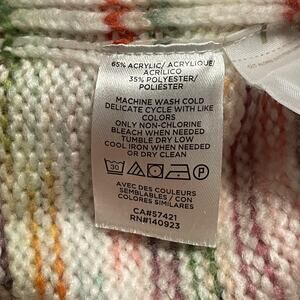 65% ACRYLIC/ ACRYLIQUE/
ACRILICO
35% POLYESTER/
POLIESTER
MACHINE WASH COLD
DELICATE CYCLE WITH LIKE
COLORS
ONLY NON-CHLORINE
BLEACH WHEN NEEDED
TUMBLE DRY LOW
COOL IRON WHEN NEEDED
OR DRY CLEAN
30 P
AVEC DES COULEURS
SEMBLABLES / CON
COLORES SIMILARES
CA#57421
RN#140923